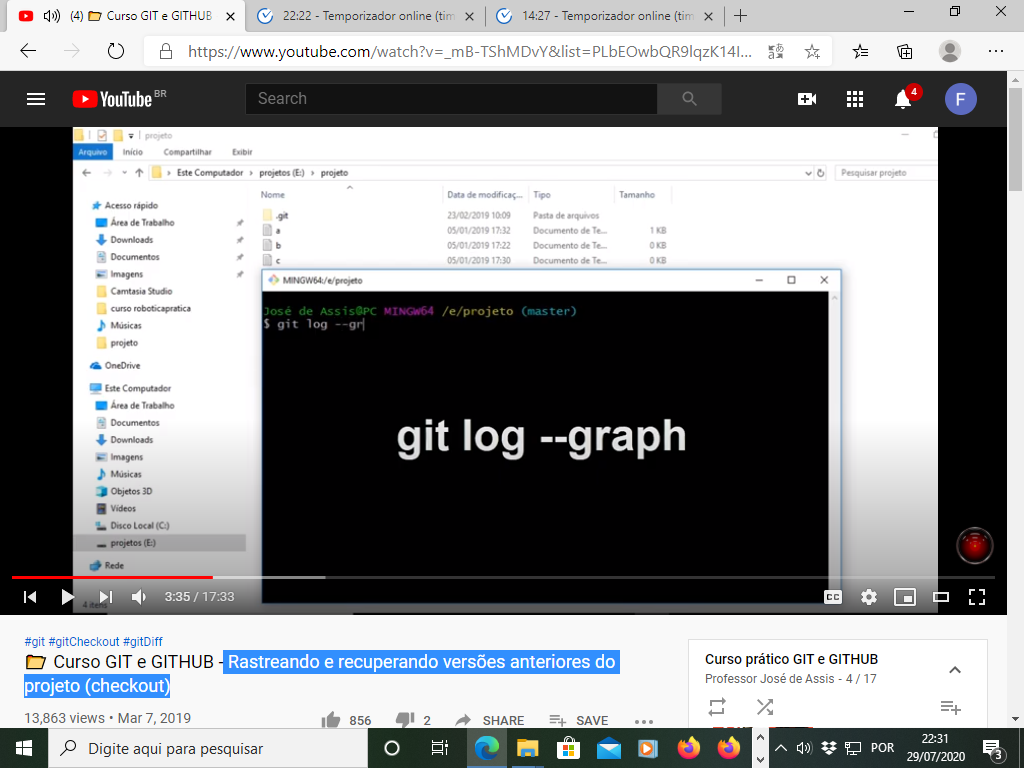 (4) 📂 Curso GIT e GITHUB
22:22 - Temporizador online (tim
14:27 - Temporizador online (tim
https://www.youtube.com/watch?v=_mB-TShMDvY&list=PLbEOwbQR9lqzK14I...
YouTube BR
Search
4
F
projeto
Arquivo Início Compartilhar Exibir
Este Computador > projetos (E:) > projeto
Pesquisar projeto
Nome Data de modificaç... Tipo Tamanho
.git 23/02/2019 10:09 Pasta de arquivos
a 05/01/2019 17:32 Documento de Te... 1 KB
b 05/01/2019 17:22 Documento de Te... 0 KB
c 05/01/2019 17:30 Documento de Te... 0 KB
Acesso rápido
Área de Trabalho
Downloads
Documentos
Imagens
Camtasia Studio
curso roboticapratica
Músicas
projeto
OneDrive
Este Computador
Área de Trabalho
Documentos
Downloads
Imagens
Músicas
Objetos 3D
Vídeos
Disco Local (C:)
projetos (E:)
Rede
4 itens
MINGW64:/e/projeto
José de Assis@PC MINGW64 /e/projeto (master)
$ git log --gr
git log --graph
3:35 / 17:33
CC
#git #gitCheckout #gitDiff
📂 Curso GIT e GITHUB - Rastreando e recuperando versões anteriores do
projeto (checkout)
13,863 views • Mar 7, 2019
856 2 SHARE SAVE ...
Curso prático GIT e GITHUB
Professor José de Assis - 4 / 17
Digite aqui para pesquisar
POR
22:31
29/07/2020
3